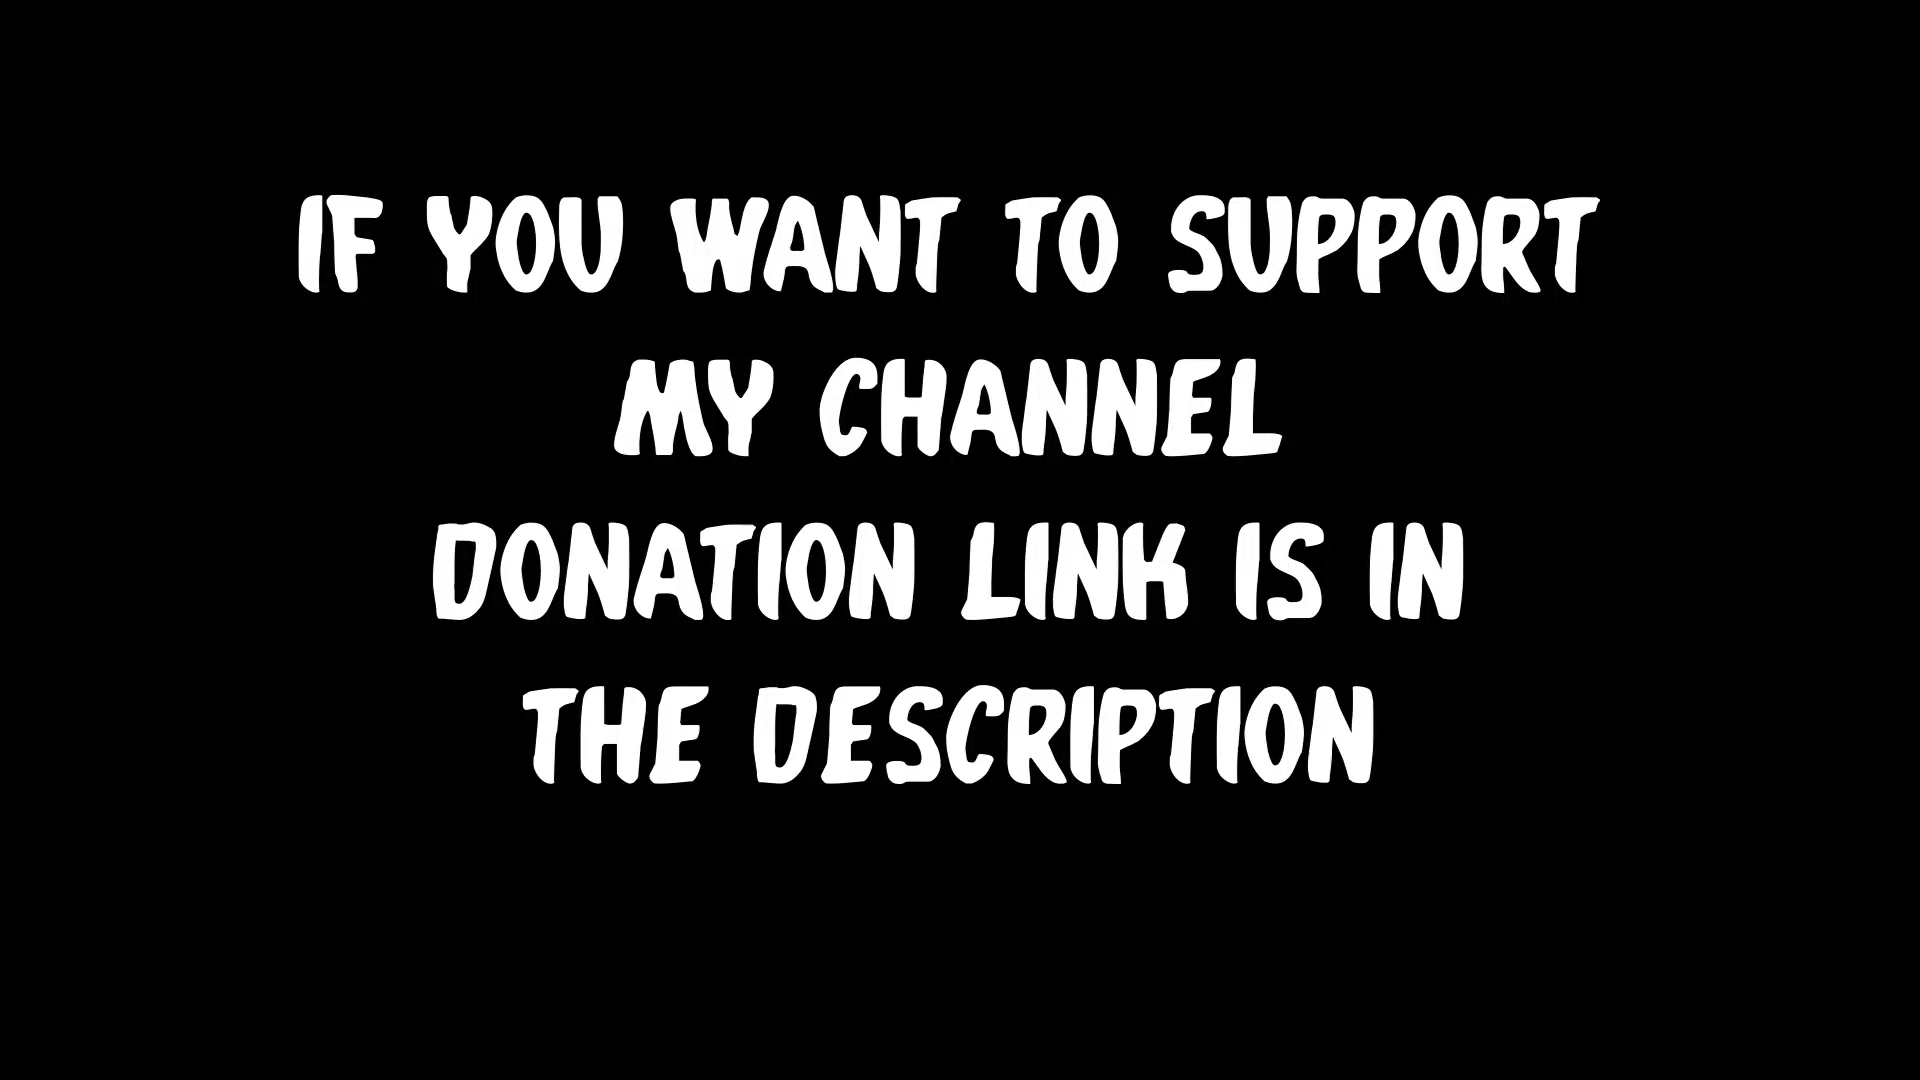 IF YOU WANT TO SUPPORT
MY CHANNEL
DONATION LINK IS IN
THE DESCRIPTION